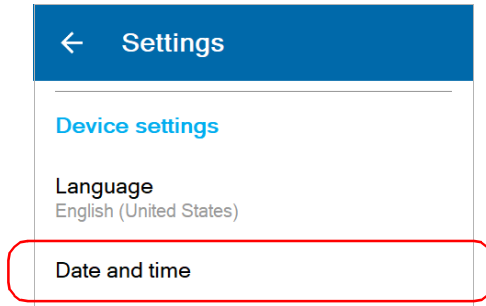 Settings
Device settings
Language
English (United States)
Date and time